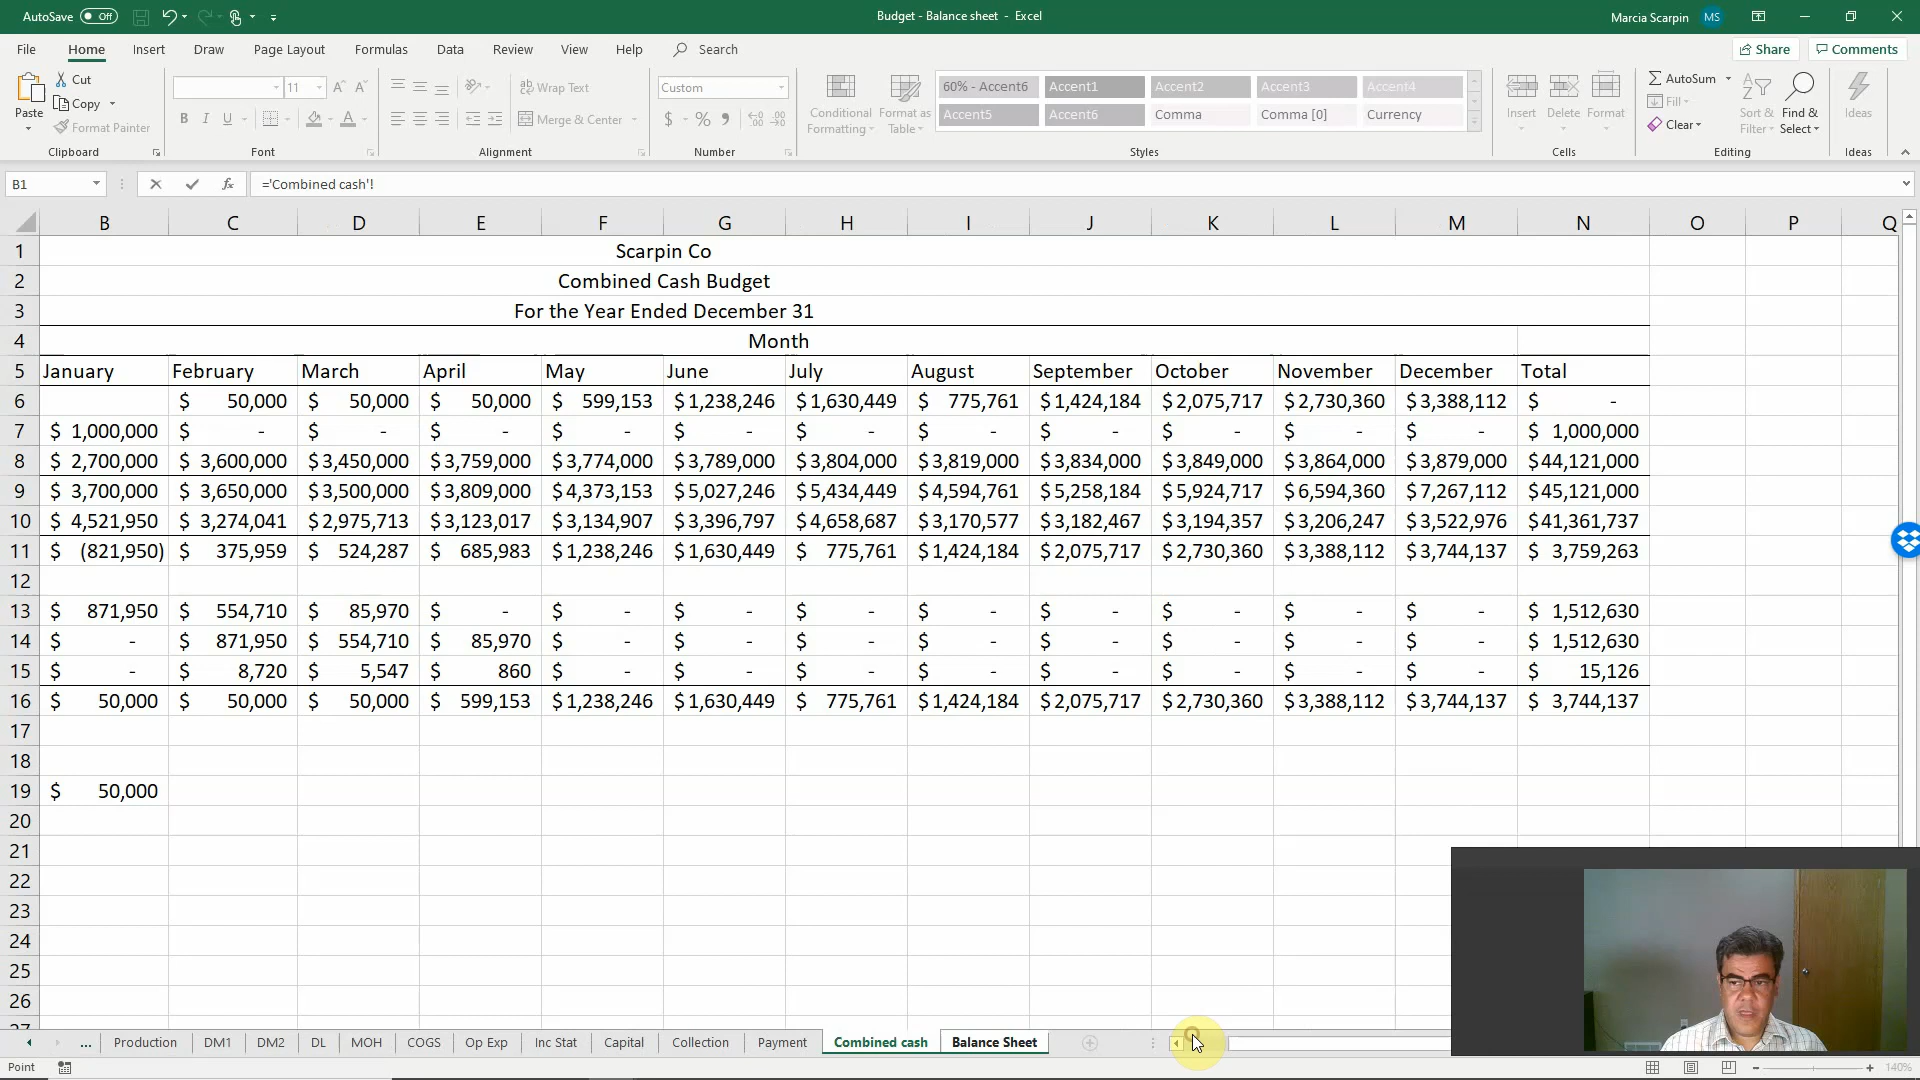 AutoSave Off
Budget - Balance sheet - Excel
Marcia Scarpin MS
File Home Insert Draw Page Layout Formulas Data Review View Help Search Share Comments
Paste Cut Copy Format Painter Clipboard
11 B I U A Font
Wrap Text Merge & Center Alignment
Custom $ % Number
Conditional Formatting Format as Table
60% - Accent6 Accent1 Accent2 Accent3 Accent4
Accent5 Accent6 Comma Comma [0] Currency
Styles
Insert Delete Format Cells
AutoSum Fill Clear Sort & Filter Find & Select Editing
Ideas Ideas
B1 fx ='Combined cash'!
B C D E F G H I J K L M N O P Q
1 Scarpin Co
2 Combined Cash Budget
3 For the Year Ended December 31
4 Month
5 January February March April May June July August September October November December Total
6 $ 50,000 $ 50,000 $ 50,000 $ 599,153 $1,238,246 $1,630,449 $ 775,761 $1,424,184 $2,075,717 $2,730,360 $3,388,112 $ -
7 $ 1,000,000 $ - $ - $ - $ - $ - $ - $ - $ - $ - $ - $ - $ 1,000,000
8 $ 2,700,000 $ 3,600,000 $3,450,000 $3,759,000 $3,774,000 $3,789,000 $3,804,000 $3,819,000 $3,834,000 $3,849,000 $3,864,000 $3,879,000 $44,121,000
9 $ 3,700,000 $ 3,650,000 $3,500,000 $3,809,000 $4,373,153 $5,027,246 $5,434,449 $4,594,761 $5,258,184 $5,924,717 $6,594,360 $7,267,112 $45,121,000
10 $ 4,521,950 $ 3,274,041 $2,975,713 $3,123,017 $3,134,907 $3,396,797 $4,658,687 $3,170,577 $3,182,467 $3,194,357 $3,206,247 $3,522,976 $41,361,737
11 $ (821,950) $ 375,959 $ 524,287 $ 685,983 $1,238,246 $1,630,449 $ 775,761 $1,424,184 $2,075,717 $2,730,360 $3,388,112 $3,744,137 $ 3,759,263
12
13 $ 871,950 $ 554,710 $ 85,970 $ - $ - $ - $ - $ - $ - $ - $ - $ - $ 1,512,630
14 $ - $ 871,950 $ 554,710 $ 85,970 $ - $ - $ - $ - $ - $ - $ - $ - $ 1,512,630
15 $ - $ 8,720 $ 5,547 $ 860 $ - $ - $ - $ - $ - $ - $ - $ - $ 15,126
16 $ 50,000 $ 50,000 $ 50,000 $ 599,153 $1,238,246 $1,630,449 $ 775,761 $1,424,184 $2,075,717 $2,730,360 $3,388,112 $3,744,137 $ 3,744,137
17
18
19 $ 50,000
20
21
22
23
24
25
26
27
... Production DM1 DM2 DL MOH COGS Op Exp Inc Stat Capital Collection Payment Combined cash Balance Sheet
Point 140%